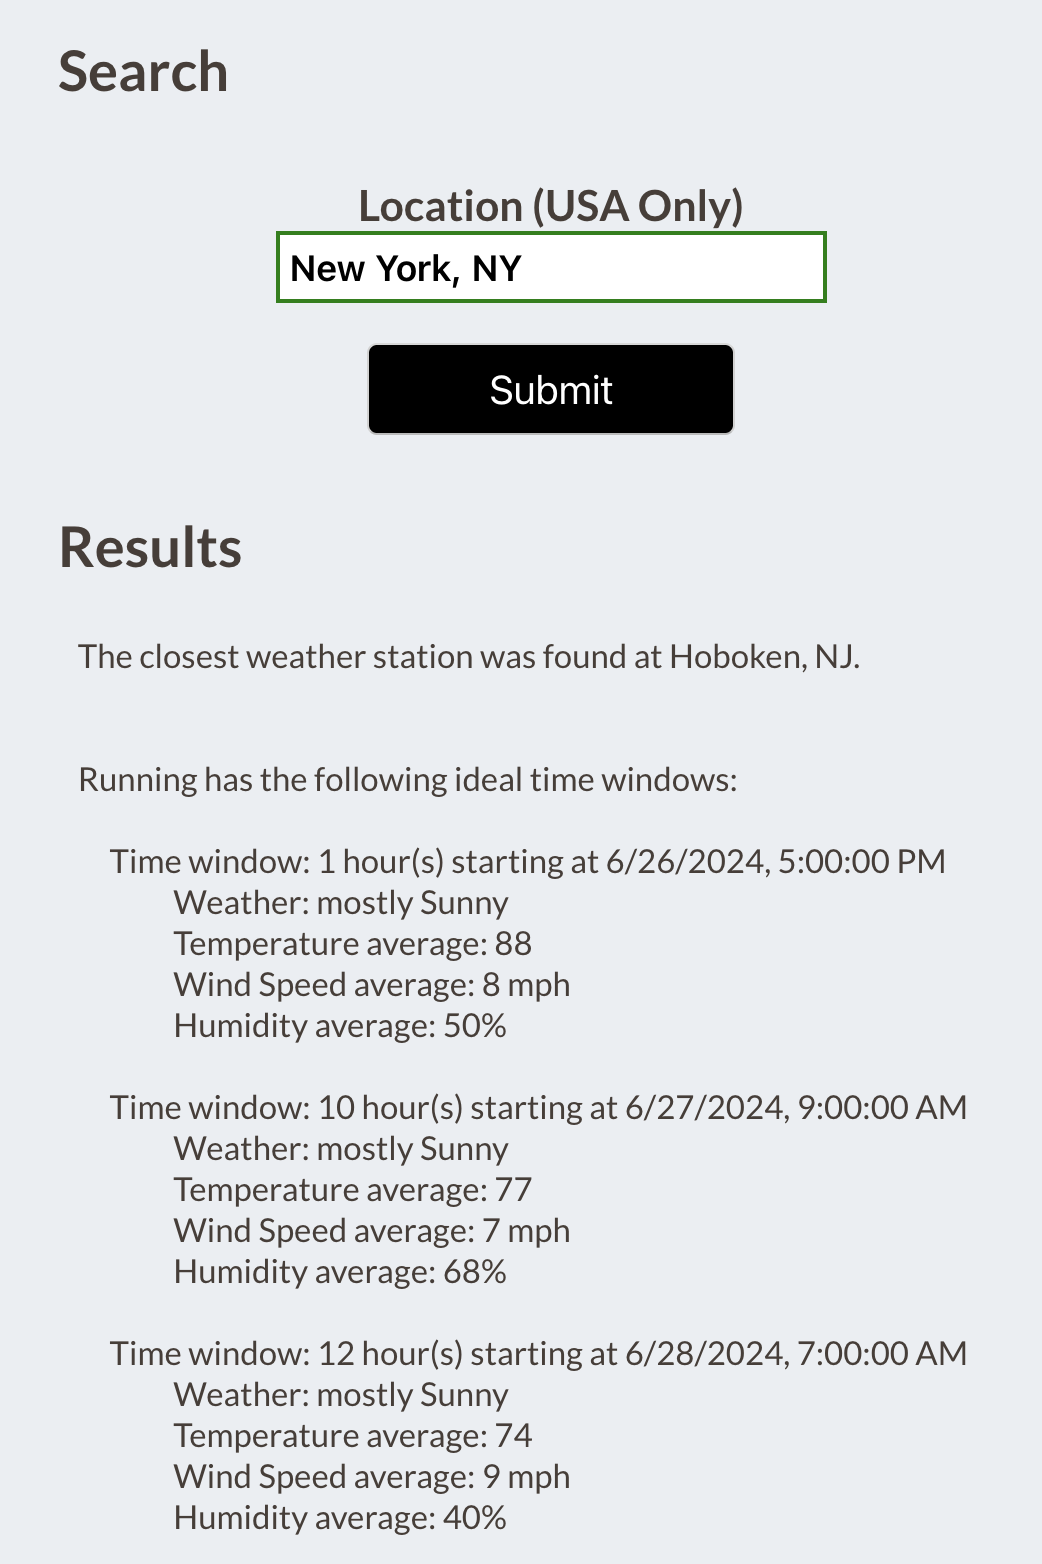 Search
Location (USA Only)
New York, NY
Submit
Results
The closest weather station was found at Hoboken, NJ.
Running has the following ideal time windows:
Time window: 1 hour(s) starting at 6/26/2024, 5:00:00 PM
Weather: mostly Sunny
Temperature average: 88
Wind Speed average: 8 mph
Humidity average: 50%
Time window: 10 hour(s) starting at 6/27/2024, 9:00:00 AM
Weather: mostly Sunny
Temperature average: 77
Wind Speed average: 7 mph
Humidity average: 68%
Time window: 12 hour(s) starting at 6/28/2024, 7:00:00 AM
Weather: mostly Sunny
Temperature average: 74
Wind Speed average: 9 mph
Humidity average: 40%